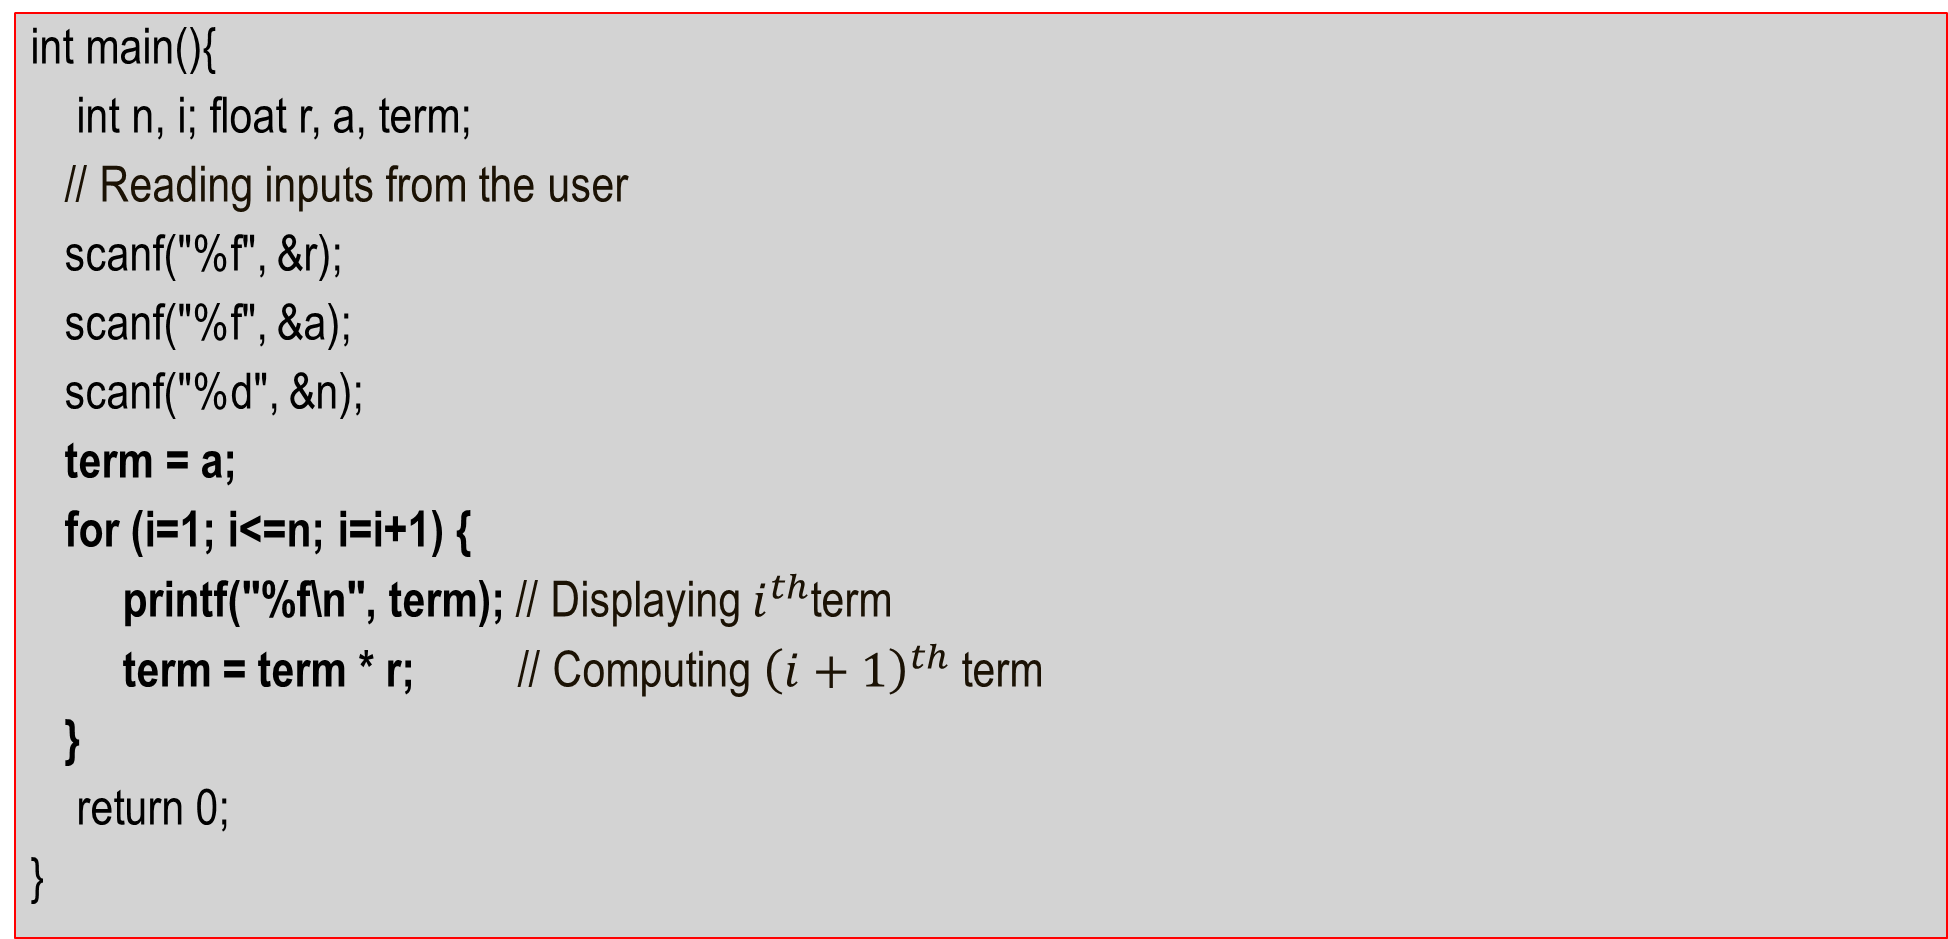 int main(){
int n, i; float r, a, term;
// Reading inputs from the user
scanf("%f", &r);
scanf("%f", &a);
scanf("%d", &n);
term = a;
for (i=1; i<=n; i=i+1) {
printf("%f\n", term); // Displaying $i^{th}$term
term = term * r; // Computing $(i + 1)^{th}$ term
}
return 0;
}